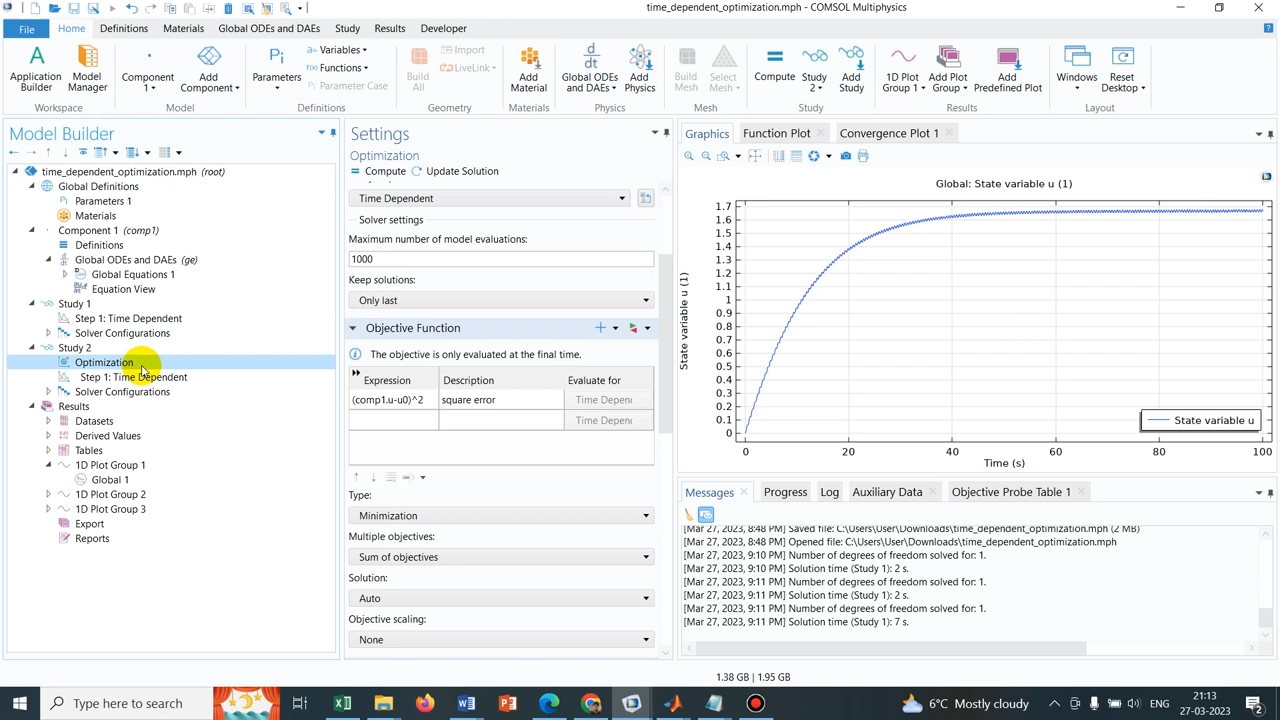 time_dependent_optimization.mph - COMSOL Multiphysics
File
Home
Definitions
Materials
Global ODEs and DAEs
Study
Results
Developer
Application Builder
Model Manager
Workspace
Component 1
Add Component
Model
Parameters
a= Variables
f(x) Functions
Parameter Case
Definitions
Build All
Import
LiveLink
Geometry
Add Material
Materials
Global ODEs and DAEs
Add Physics
Physics
Build Mesh
Select Mesh
Mesh
Compute
Study 2
Add Study
Study
1D Plot Group 1
Add Plot Group
Add Predefined Plot
Results
Windows
Reset Desktop
Layout
Model Builder
time_dependent_optimization.mph (root)
Global Definitions
Parameters 1
Materials
Component 1 (comp1)
Definitions
Global ODEs and DAEs (ge)
Global Equations 1
Equation View
Study 1
Step 1: Time Dependent
Solver Configurations
Study 2
Optimization
Step 1: Time Dependent
Solver Configurations
Results
Datasets
Derived Values
Tables
1D Plot Group 1
Global 1
1D Plot Group 2
1D Plot Group 3
Export
Reports
Settings
Optimization
Compute
Update Solution
Time Dependent
Solver settings
Maximum number of model evaluations:
1000
Keep solutions:
Only last
Objective Function
The objective is only evaluated at the final time.
Expression Description Evaluate for
(comp1.u-u0)^2 square error Time Depend
Time Depend
Type:
Minimization
Multiple objectives:
Sum of objectives
Solution:
Auto
Objective scaling:
None
Graphics
Function Plot
Convergence Plot 1
Global: State variable u (1)
State variable u (1)
1.7
1.6
1.5
1.4
1.3
1.2
1.1
1
0.9
0.8
0.7
0.6
0.5
0.4
0.3
0.2
0.1
0
0 20 40 60 80 100
Time (s)
State variable u
Messages
Progress
Log
Auxiliary Data
Objective Probe Table 1
[Mar 27, 2023, 8:48 PM] Saved file: C:\Users\User\Downloads\time_dependent_optimization.mph (2 MB)
[Mar 27, 2023, 8:48 PM] Opened file: C:\Users\User\Downloads\time_dependent_optimization.mph
[Mar 27, 2023, 9:10 PM] Number of degrees of freedom solved for: 1.
[Mar 27, 2023, 9:10 PM] Solution time (Study 1): 2 s.
[Mar 27, 2023, 9:11 PM] Number of degrees of freedom solved for: 1.
[Mar 27, 2023, 9:11 PM] Solution time (Study 1): 2 s.
[Mar 27, 2023, 9:11 PM] Number of degrees of freedom solved for: 1.
[Mar 27, 2023, 9:11 PM] Solution time (Study 1): 7 s.
1.38 GB | 1.95 GB
Type here to search
6°C Mostly cloudy
ENG
21:13
27-03-2023